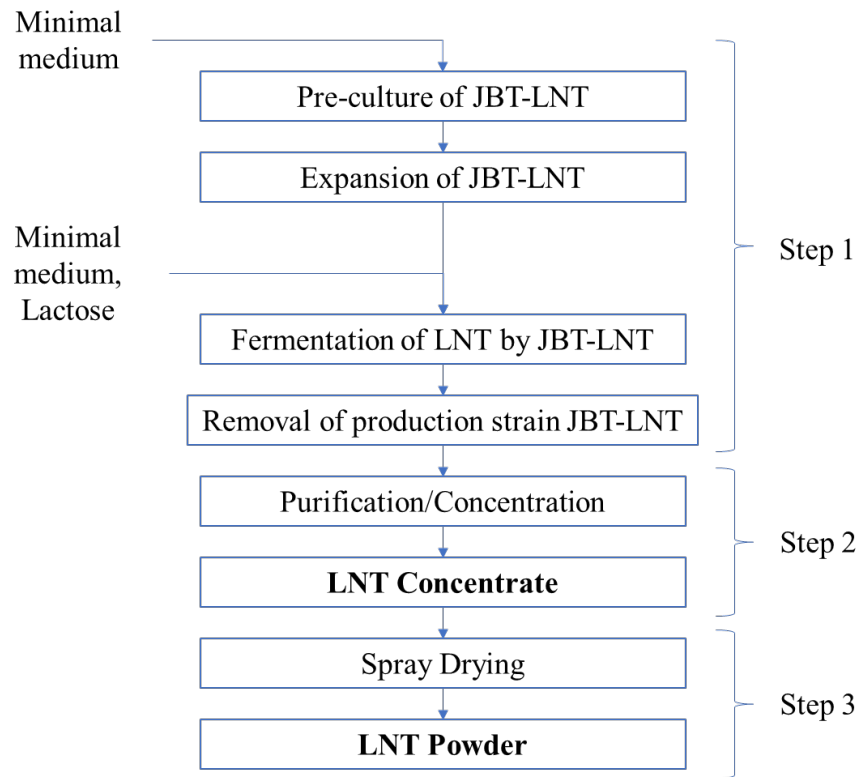 Minimal
medium
Pre-culture of JBT-LNT
Expansion of JBT-LNT
Minimal
medium,
Lactose
Step 1
Fermentation of LNT by JBT-LNT
Removal of production strain JBT-LNT
Purification/Concentration
Step 2
LNT Concentrate
Spray Drying
Step 3
LNT Powder